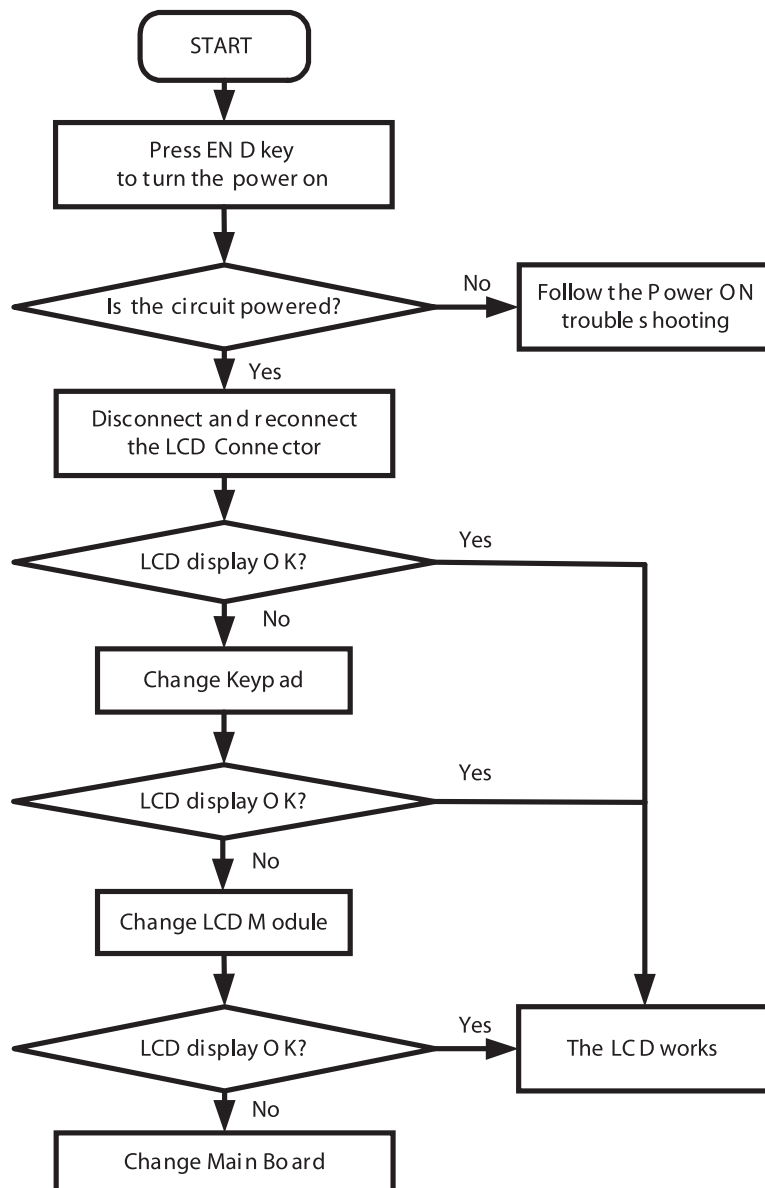 START
Press END key
to turn the power on
Is the circuit powered?
No
Follow the Power ON
trouble shooting
Yes
Disconnect and reconnect
the LCD Connector
LCD display OK?
Yes
No
Change Keypad
LCD display OK?
Yes
No
Change LCD Module
LCD display OK?
Yes
The LCD works
No
Change Main Board